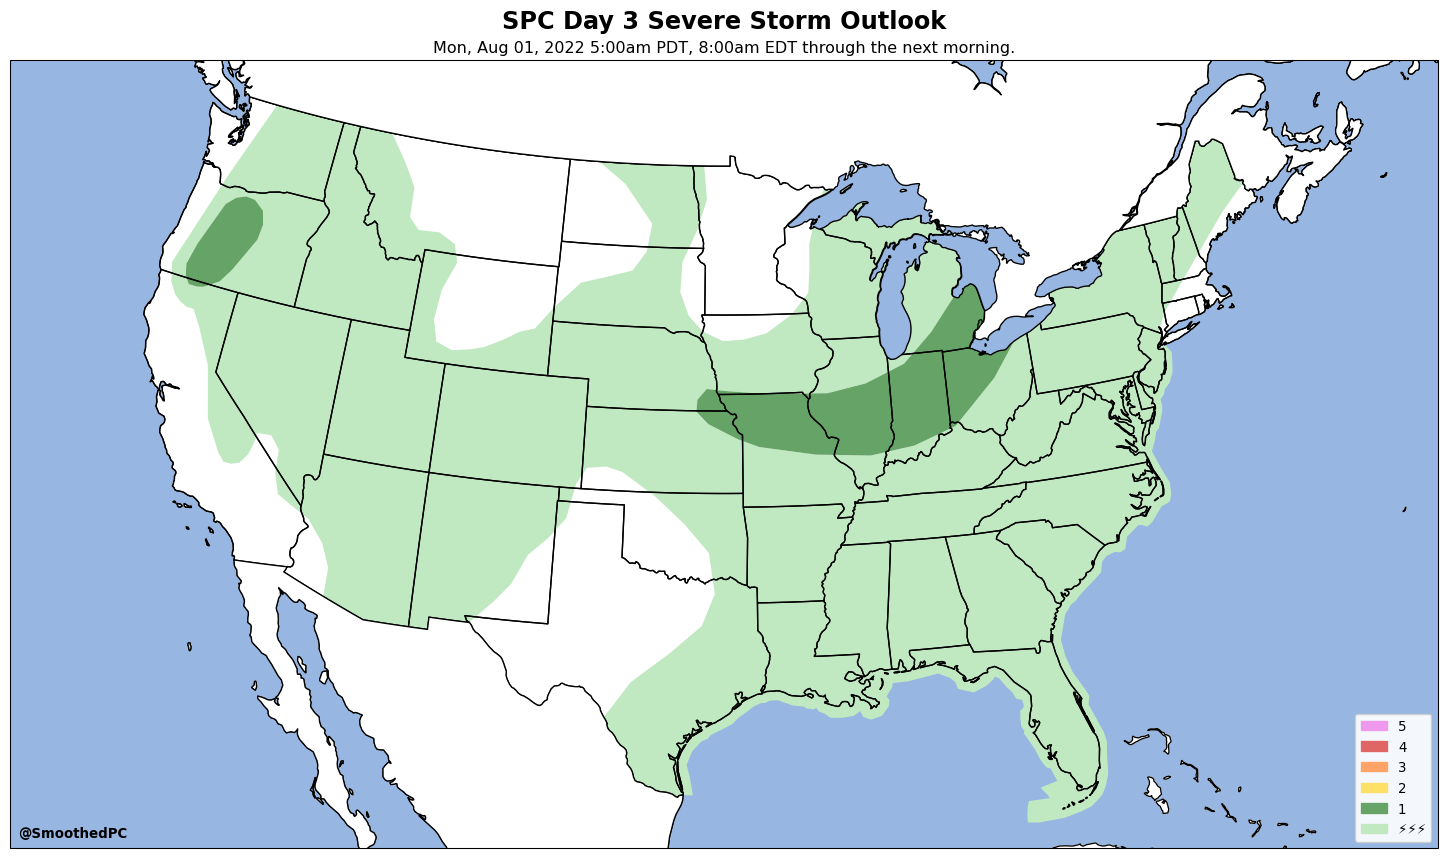 SPC Day 3 Severe Storm Outlook
Mon, Aug 01, 2022 5:00am PDT, 8:00am EDT through the next morning.
5
4
3
2
1
⚡⚡⚡
@SmoothedPC